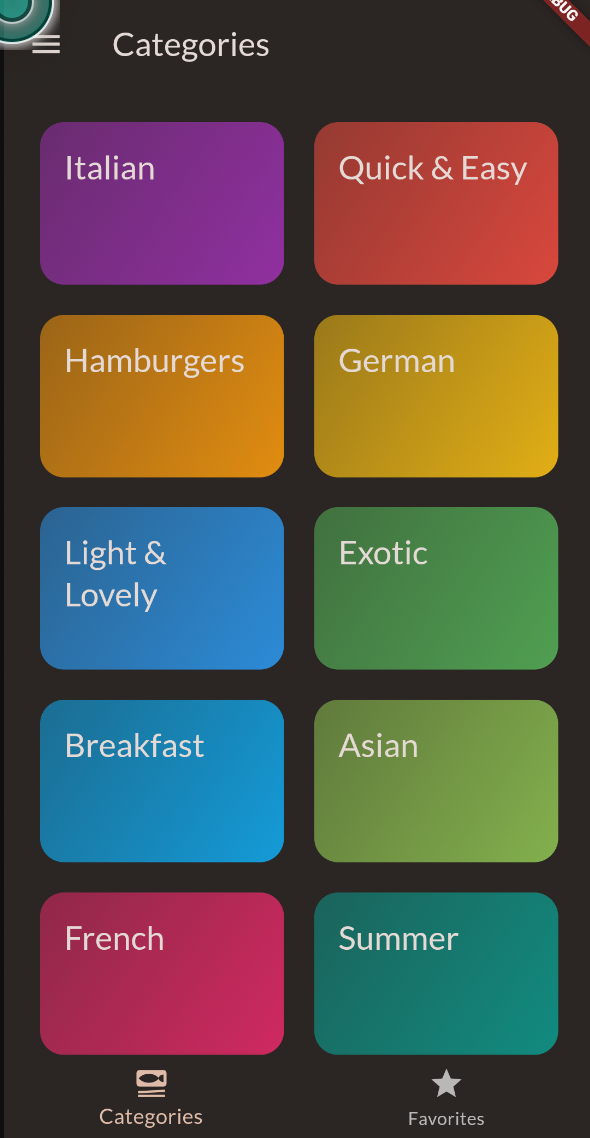 Categories
Italian
Quick & Easy
Hamburgers
German
Light &
Lovely
Exotic
Breakfast
Asian
French
Summer
Categories
Favorites